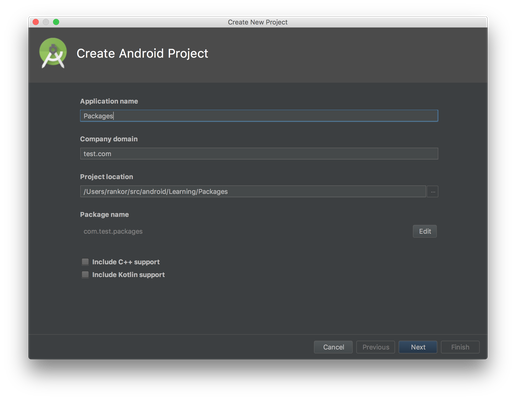 Create New Project
Create Android Project
Application name
Packages
Company domain
test.com
Project location
/Users/rankor/src/android/Learning/Packages
...
Package name
com.test.packages
Edit
Include C++ support
Include Kotlin support
Cancel
Previous
Next
Finish